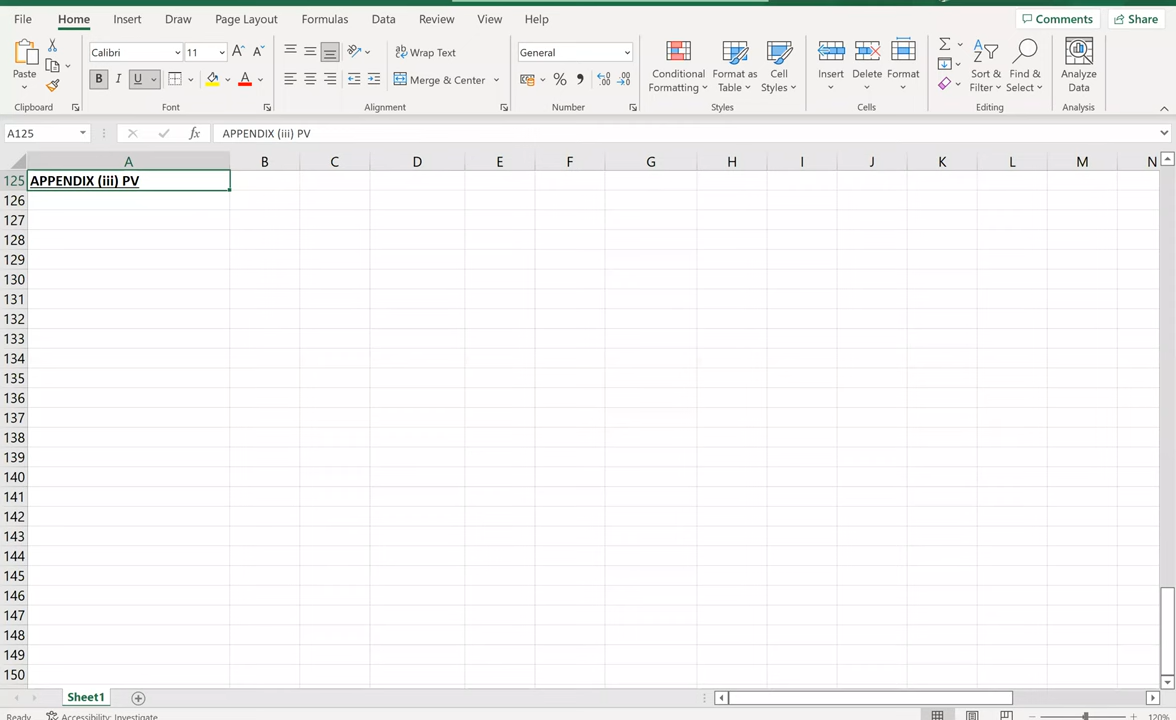 File Home Insert Draw Page Layout Formulas Data Review View Help Comments Share
Calibri 11 Wrap Text General
Paste B I U Merge & Center Conditional Formatting Format as Table Cell Styles Insert Delete Format Sort & Filter Find & Select Analyze Data
Clipboard Font Alignment Number Styles Cells Editing Analysis
A125 fx APPENDIX (iii) PV
A B C D E F G H I J K L M N
125 APPENDIX (iii) PV
126
127
128
129
130
131
132
133
134
135
136
137
138
139
140
141
142
143
144
145
146
147
148
149
150
Sheet1
Ready Accessibility: Investigate 120%